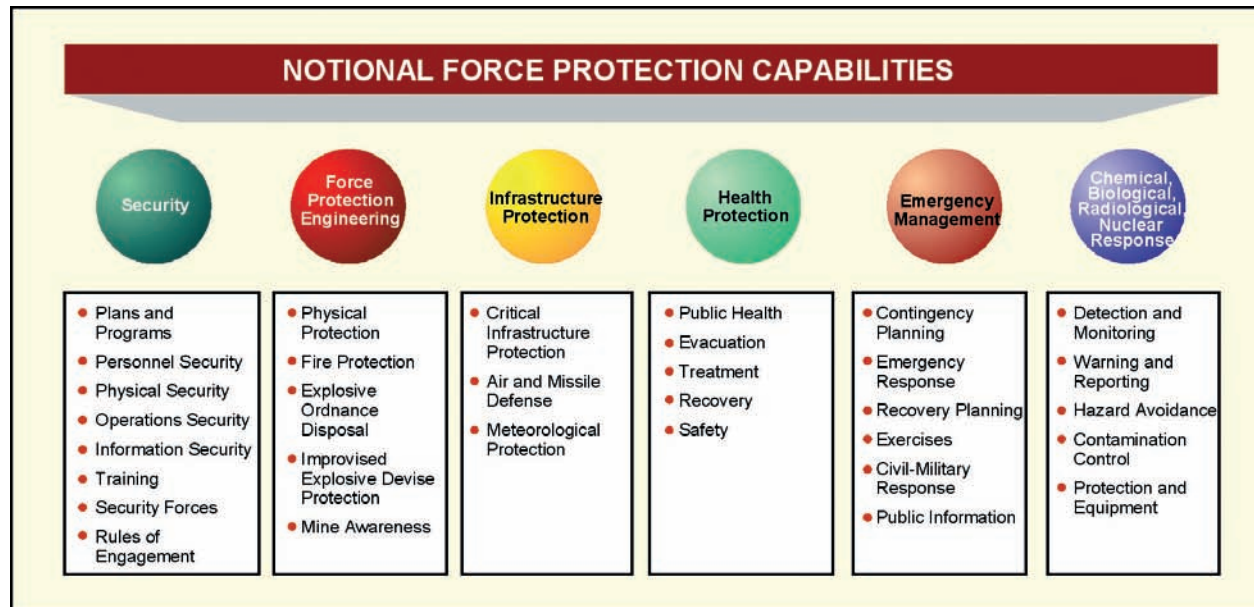 NOTIONAL FORCE PROTECTION CAPABILITIES
Security
Force
Protection
Engineering
Infrastructure
Protection
Health
Protection
Emergency
Management
Chemical,
Biological,
Radiological,
Nuclear
Response
• Plans and
Programs
• Personnel Security
• Physical Security
• Operations Security
• Information Security
• Training
• Security Forces
• Rules of
Engagement
• Physical
Protection
• Fire Protection
• Explosive
Ordnance
Disposal
• Improvised
Explosive Devise
Protection
• Mine Awareness
• Critical
Infrastructure
Protection
• Air and Missile
Defense
• Meteorological
Protection
• Public Health
• Evacuation
• Treatment
• Recovery
• Safety
• Contingency
Planning
• Emergency
Response
• Recovery Planning
• Exercises
• Civil-Military
Response
• Public Information
• Detection and
Monitoring
• Warning and
Reporting
• Hazard Avoidance
• Contamination
Control
• Protection and
Equipment